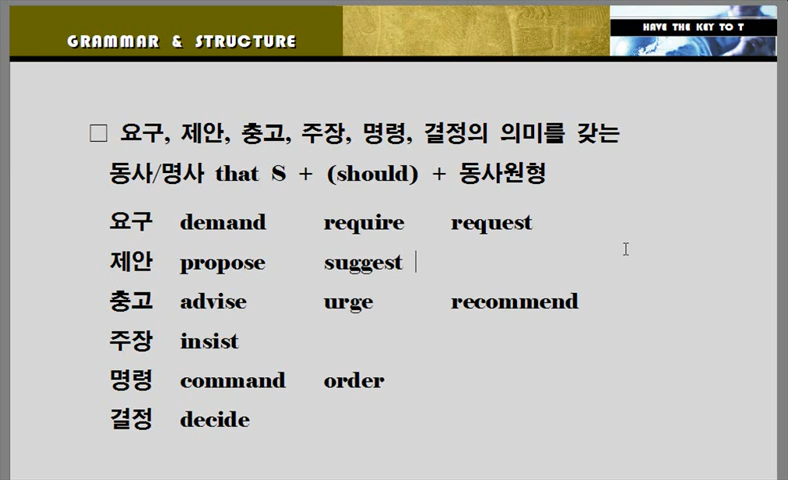 GRAMMAR & STRUCTURE
HAVE THE KEY TO T
□ 요구, 제안, 충고, 주장, 명령, 결정의 의미를 갖는
동사/명사 that S + (should) + 동사원형
요구 demand require request
제안 propose suggest
충고 advise urge recommend
주장 insist
명령 command order
결정 decide